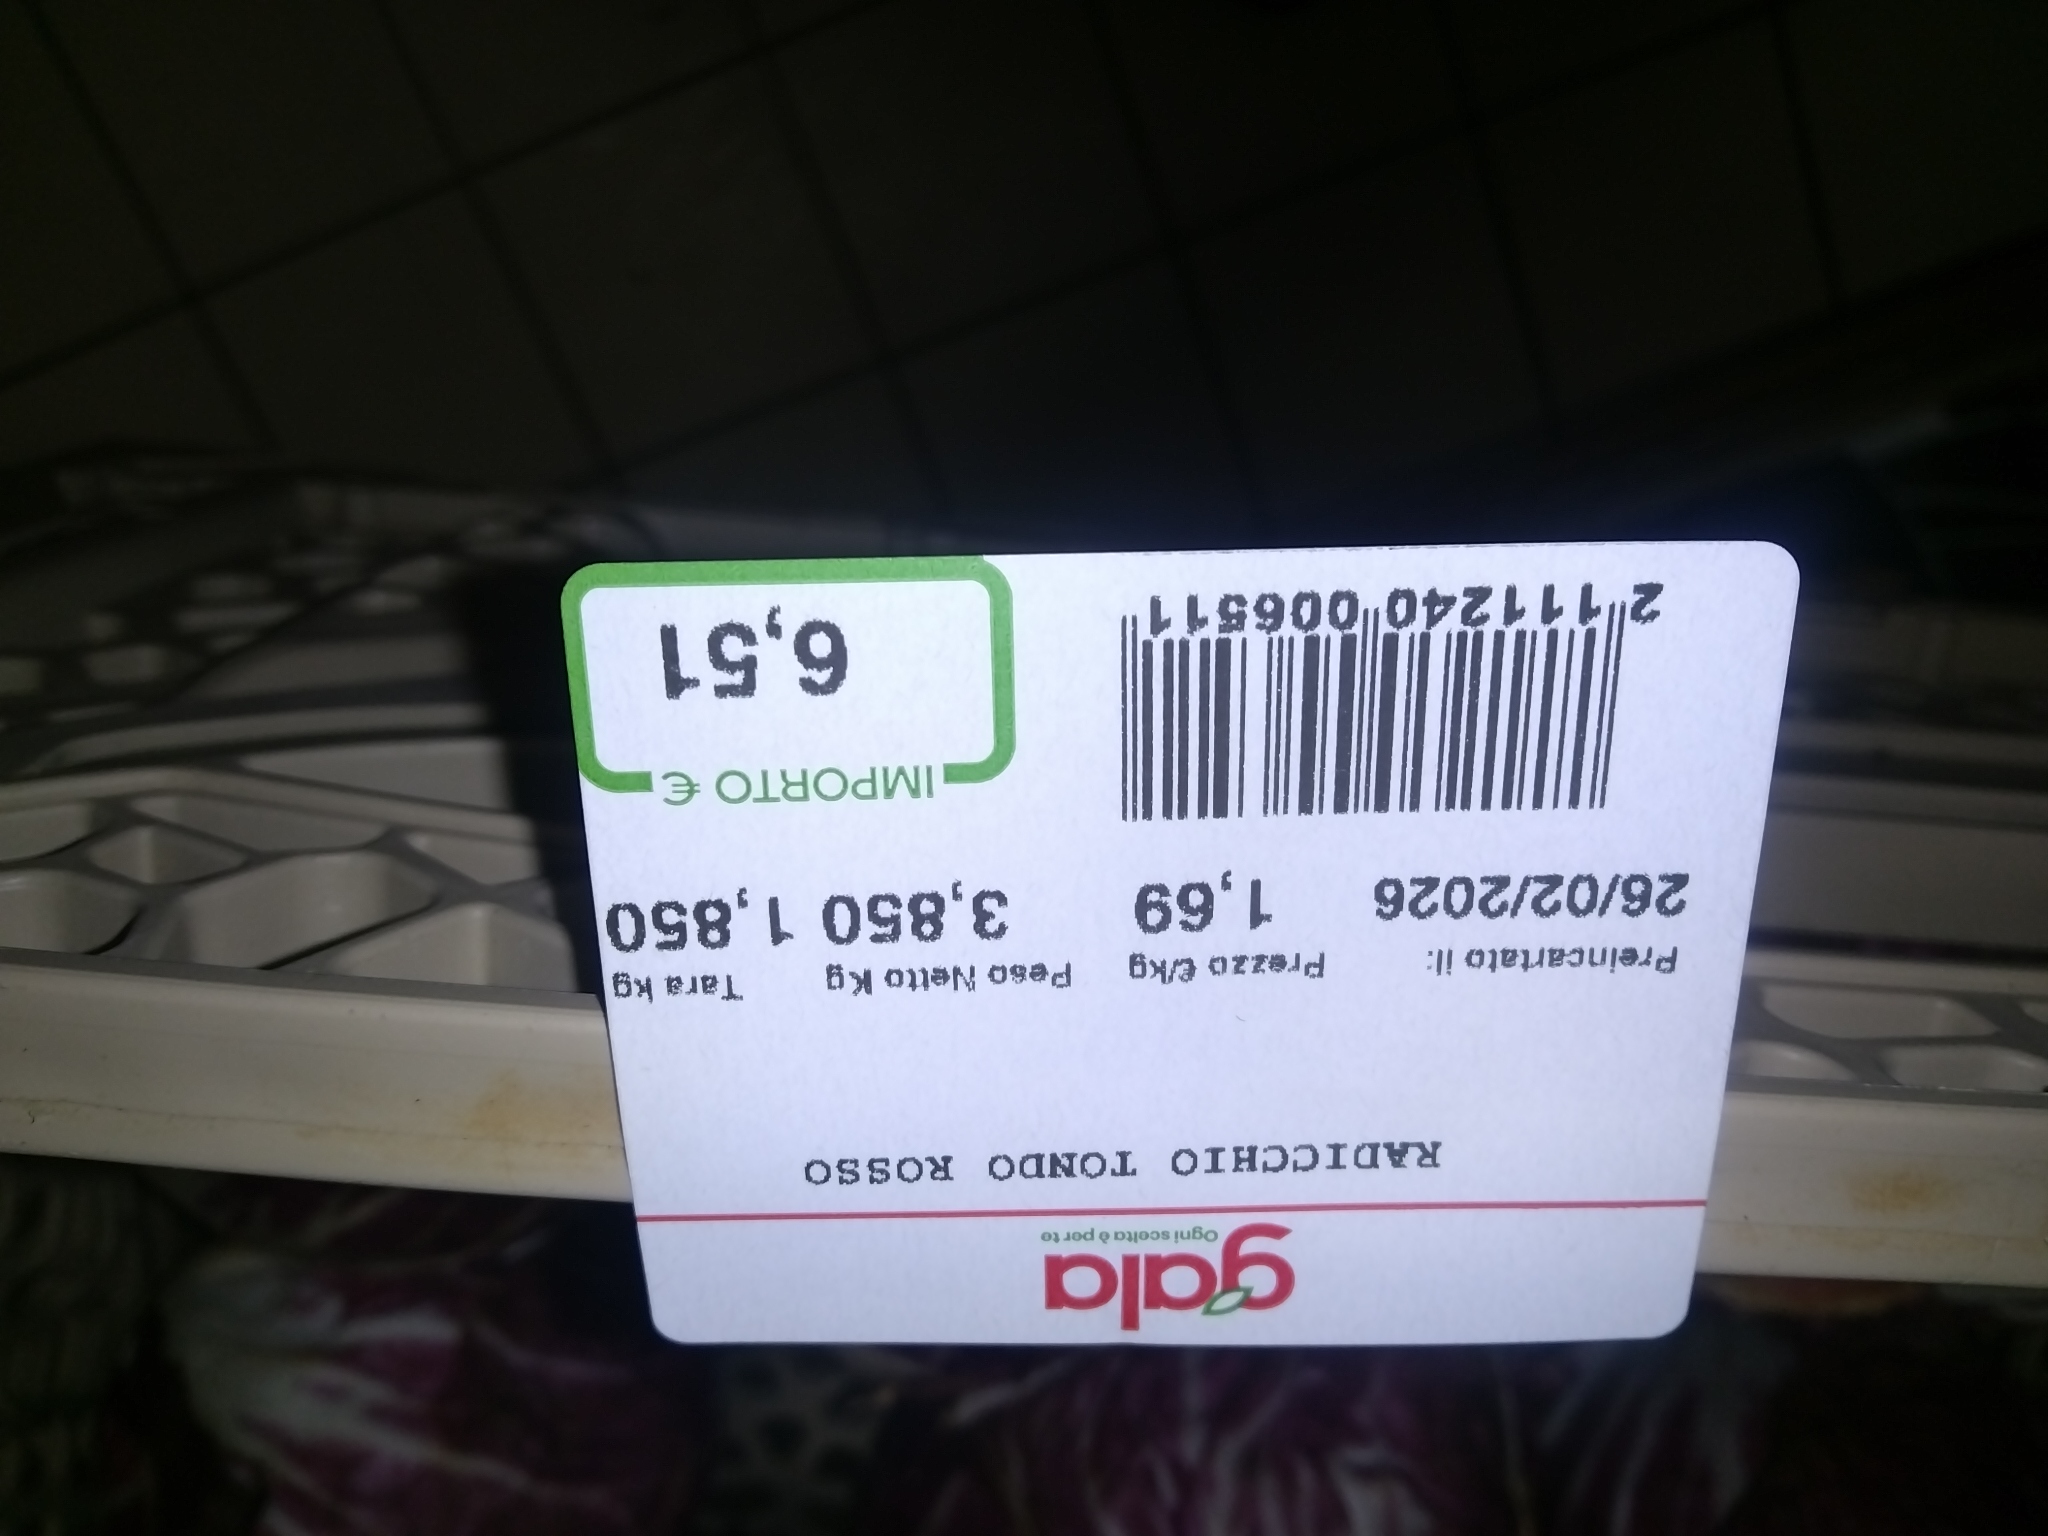 gala
Ogni scelta è per te
RADICCHIO TONDO ROSSO
Preincartato il: Prezzo €/kg Peso Netto Kg Tara kg
26/02/2026 1,69 3,850 1,850
IMPORTO €
6,51
2 111240 006511